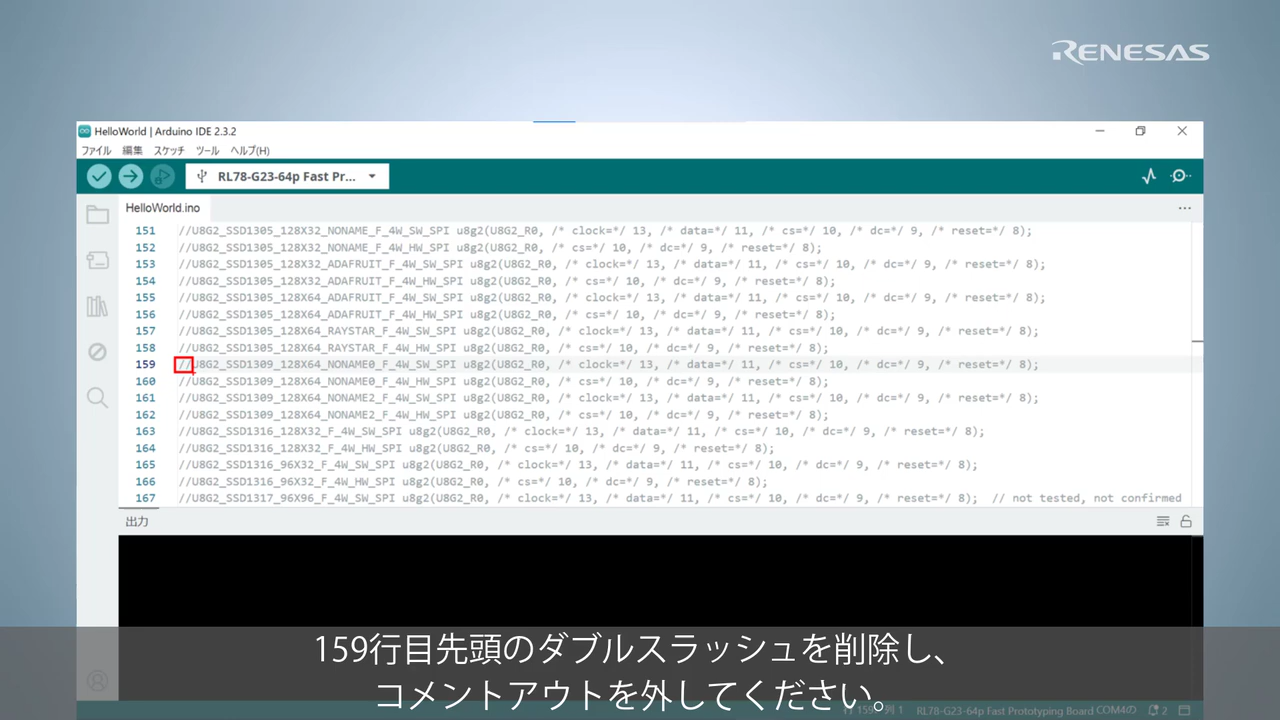 RENESAS
HelloWorld | Arduino IDE 2.3.2
ファイル 編集 スケッチ ツール ヘルプ(H)
RL78-G23-64p Fast Pr...
HelloWorld.ino
151 //U8G2_SSD1305_128X32_NONAME_F_4W_SW_SPI u8g2(U8G2_R0, /* clock=*/ 13, /* data=*/ 11, /* cs=*/ 10, /* dc=*/ 9, /* reset=*/ 8);
152 //U8G2_SSD1305_128X32_NONAME_F_4W_HW_SPI u8g2(U8G2_R0, /* cs=*/ 10, /* dc=*/ 9, /* reset=*/ 8);
153 //U8G2_SSD1305_128X32_ADAFRUIT_F_4W_SW_SPI u8g2(U8G2_R0, /* clock=*/ 13, /* data=*/ 11, /* cs=*/ 10, /* dc=*/ 9, /* reset=*/ 8);
154 //U8G2_SSD1305_128X32_ADAFRUIT_F_4W_HW_SPI u8g2(U8G2_R0, /* cs=*/ 10, /* dc=*/ 9, /* reset=*/ 8);
155 //U8G2_SSD1305_128X64_ADAFRUIT_F_4W_SW_SPI u8g2(U8G2_R0, /* clock=*/ 13, /* data=*/ 11, /* cs=*/ 10, /* dc=*/ 9, /* reset=*/ 8);
156 //U8G2_SSD1305_128X64_ADAFRUIT_F_4W_HW_SPI u8g2(U8G2_R0, /* cs=*/ 10, /* dc=*/ 9, /* reset=*/ 8);
157 //U8G2_SSD1305_128X64_RAYSTAR_F_4W_SW_SPI u8g2(U8G2_R0, /* clock=*/ 13, /* data=*/ 11, /* cs=*/ 10, /* dc=*/ 9, /* reset=*/ 8);
158 //U8G2_SSD1305_128X64_RAYSTAR_F_4W_HW_SPI u8g2(U8G2_R0, /* cs=*/ 10, /* dc=*/ 9, /* reset=*/ 8);
159 //U8G2_SSD1309_128X64_NONAME0_F_4W_SW_SPI u8g2(U8G2_R0, /* clock=*/ 13, /* data=*/ 11, /* cs=*/ 10, /* dc=*/ 9, /* reset=*/ 8);
160 //U8G2_SSD1309_128X64_NONAME0_F_4W_HW_SPI u8g2(U8G2_R0, /* cs=*/ 10, /* dc=*/ 9, /* reset=*/ 8);
161 //U8G2_SSD1309_128X64_NONAME2_F_4W_SW_SPI u8g2(U8G2_R0, /* clock=*/ 13, /* data=*/ 11, /* cs=*/ 10, /* dc=*/ 9, /* reset=*/ 8);
162 //U8G2_SSD1309_128X64_NONAME2_F_4W_HW_SPI u8g2(U8G2_R0, /* cs=*/ 10, /* dc=*/ 9, /* reset=*/ 8);
163 //U8G2_SSD1316_128X32_F_4W_SW_SPI u8g2(U8G2_R0, /* clock=*/ 13, /* data=*/ 11, /* cs=*/ 10, /* dc=*/ 9, /* reset=*/ 8);
164 //U8G2_SSD1316_128X32_F_4W_HW_SPI u8g2(U8G2_R0, /* cs=*/ 10, /* dc=*/ 9, /* reset=*/ 8);
165 //U8G2_SSD1316_96X32_F_4W_SW_SPI u8g2(U8G2_R0, /* clock=*/ 13, /* data=*/ 11, /* cs=*/ 10, /* dc=*/ 9, /* reset=*/ 8);
166 //U8G2_SSD1316_96X32_F_4W_HW_SPI u8g2(U8G2_R0, /* cs=*/ 10, /* dc=*/ 9, /* reset=*/ 8);
167 //U8G2_SSD1317_96X96_F_4W_SW_SPI u8g2(U8G2_R0, /* clock=*/ 13, /* data=*/ 11, /* cs=*/ 10, /* dc=*/ 9, /* reset=*/ 8);  // not tested, not confirmed
出力
159行目先頭のダブルスラッシュを削除し、
コメントアウトを外してください。
列 1 RL78-G23-64p Fast Prototyping Board COM4の 2